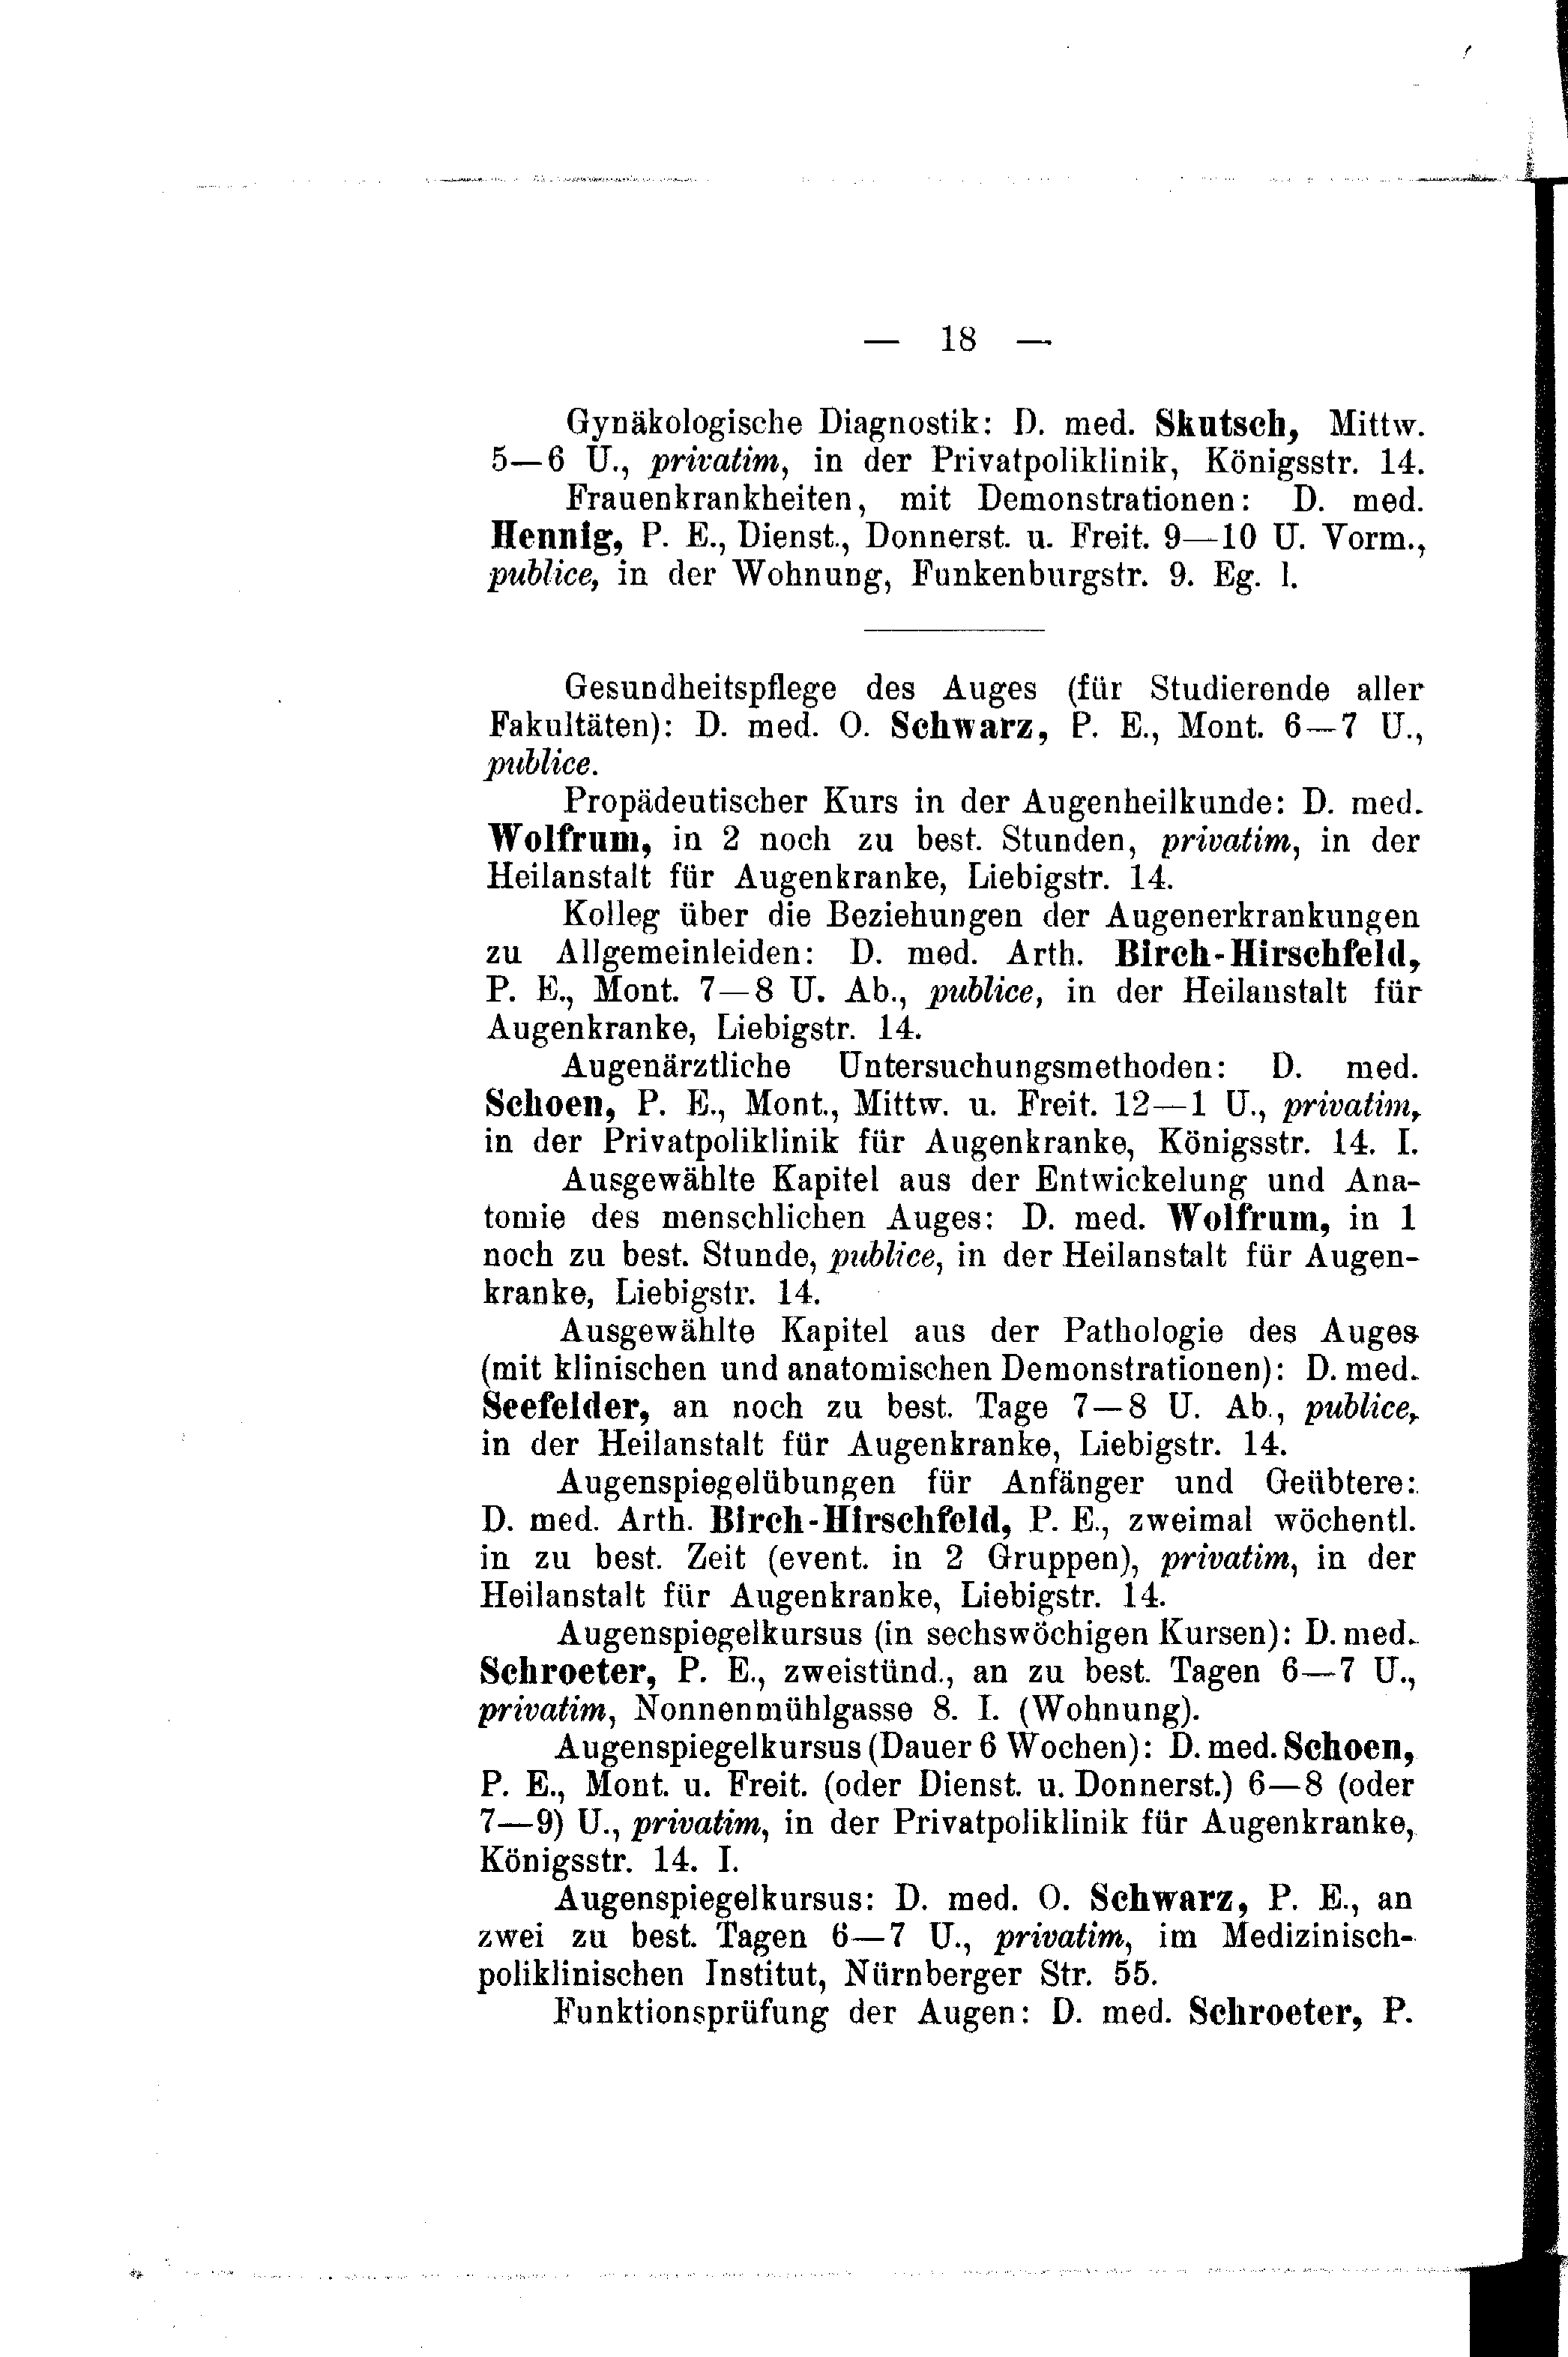 — 18 —
Gynäkologische Diagnostik: D. med. Skutsch, Mittw.
5—6 U., privatim, in der Privatpoliklinik, Königsstr. 14.
Frauenkrankheiten, mit Demonstrationen: D. med.
Hennig, P. E., Dienst., Donnerst. u. Freit. 9—10 U. Vorm.,
publice, in der Wohnung, Funkenburgstr. 9. Eg. l.
Gesundheitspflege des Auges (für Studierende aller
Fakultäten): D. med. O. Schwarz, P. E., Mont. 6—7 U.,
publice.
Propädeutischer Kurs in der Augenheilkunde: D. med.
Wolfrum, in 2 noch zu best. Stunden, privatim, in der
Heilanstalt für Augenkranke, Liebigstr. 14.
Kolleg über die Beziehungen der Augenerkrankungen
zu Allgemeinleiden: D. med. Arth. Birch-Hirschfeld,
P. E., Mont. 7—8 U. Ab., publice, in der Heilanstalt für
Augenkranke, Liebigstr. 14.
Augenärztliche Untersuchungsmethoden: D. med.
Schoen, P. E., Mont., Mittw. u. Freit. 12—1 U., privatim,
in der Privatpoliklinik für Augenkranke, Königsstr. 14. I.
Ausgewählte Kapitel aus der Entwickelung und Ana-
tomie des menschlichen Auges: D. med. Wolfrum, in 1
noch zu best. Stunde, publice, in der Heilanstalt für Augen-
kranke, Liebigstr. 14.
Ausgewählte Kapitel aus der Pathologie des Auges
(mit klinischen und anatomischen Demonstrationen): D. med.
Seefelder, an noch zu best. Tage 7—8 U. Ab., publice,
in der Heilanstalt für Augenkranke, Liebigstr. 14.
Augenspiegelübungen für Anfänger und Geübtere:
D. med. Arth. Birch-Hirschfeld, P. E., zweimal wöchentl.
in zu best. Zeit (event. in 2 Gruppen), privatim, in der
Heilanstalt für Augenkranke, Liebigstr. 14.
Augenspiegelkursus (in sechswöchigen Kursen): D. med.
Schroeter, P. E., zweistünd., an zu best. Tagen 6—7 U.,
privatim, Nonnenmühlgasse 8. I. (Wohnung).
Augenspiegelkursus (Dauer 6 Wochen): D. med. Schoen,
P. E., Mont. u. Freit. (oder Dienst. u. Donnerst.) 6—8 (oder
7—9) U., privatim, in der Privatpoliklinik für Augenkranke,
Königsstr. 14. I.
Augenspiegelkursus: D. med. O. Schwarz, P. E., an
zwei zu best. Tagen 6—7 U., privatim, im Medizinisch-
poliklinischen Institut, Nürnberger Str. 55.
Funktionsprüfung der Augen: D. med. Schroeter, P.